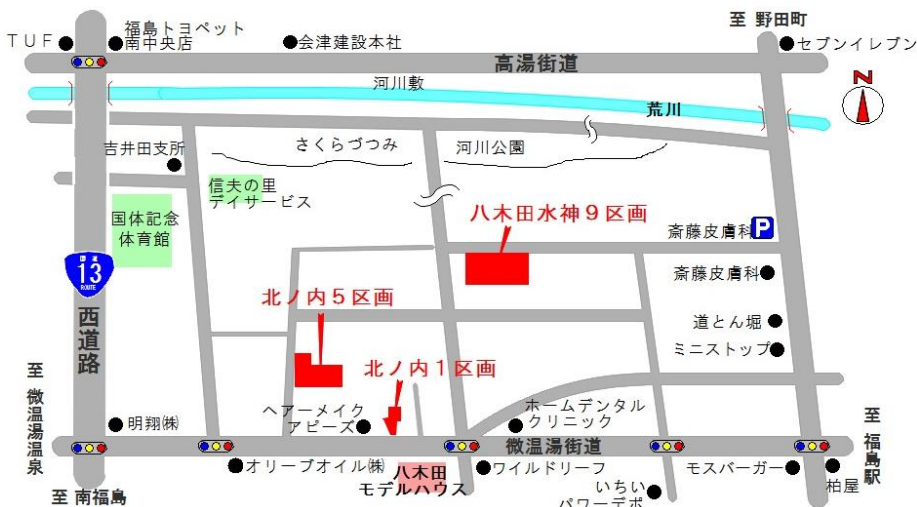 至 野田町
福島トヨペット
南中央店
TUF
会津建設本社
セブンイレブン
高湯街道
河川敷
荒川
N
吉井田支所
さくらづつみ
河川公園
信夫の里
デイサービス
国体記念
体育館
八木田水神9区画
斎藤皮膚科
P
国道
13
ROUTE
西道路
斎藤皮膚科
北ノ内5区画
道とん堀
ミニストップ
北ノ内1区画
至 微温湯温泉
明翔㈱
ヘアーメイク
アピーズ
ホームデンタル
クリニック
微温湯街道
至 福島駅
オリーブオイル㈱
八木田
モデルハウス
ワイルドリーフ
モスバーガー
柏屋
いちい
パワーデポ
至 南福島